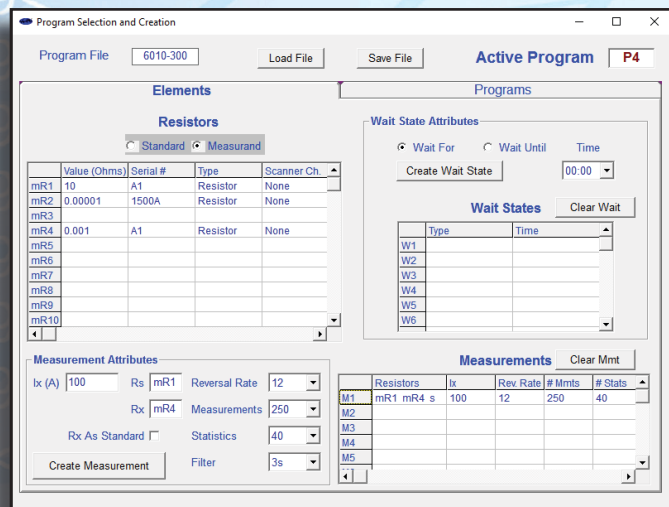 Program Selection and Creation
Program File 6010-300 Load File Save File Active Program P4
Elements Programs
Resistors
Standard Measurand
Value (Ohms) Serial # Type Scanner Ch.
mR1 10 A1 Resistor None
mR2 0.00001 1500A Resistor None
mR3
mR4 0.001 A1 Resistor None
mR5
mR6
mR7
mR8
mR9
mR10
Wait State Attributes
Wait For Wait Until Time
Create Wait State 00:00
Wait States Clear Wait
Type Time
W1
W2
W3
W4
W5
W6
Measurement Attributes
Ix (A) 100 Rs mR1 Reversal Rate 12
Rx mR4 Measurements 250
Rx As Standard Statistics 40
Create Measurement Filter 3s
Measurements Clear Mmt
Resistors Ix Rev. Rate # Mmts # Stats
M1 mR1 mR4 s 100 12 250 40
M2
M3
M4
M5